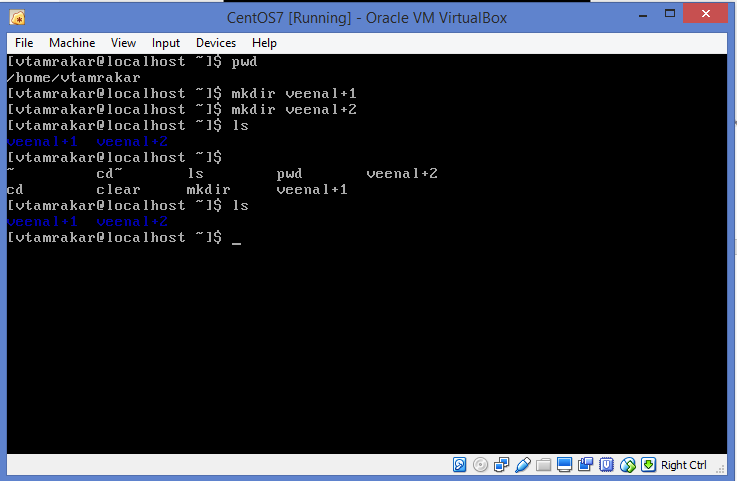 CentOS7 [Running] - Oracle VM VirtualBox
File Machine View Input Devices Help
[vtamrakar@localhost ~]$ pwd
/home/vtamrakar
[vtamrakar@localhost ~]$ mkdir veenal+1
[vtamrakar@localhost ~]$ mkdir veenal+2
[vtamrakar@localhost ~]$ ls
veenal+1 veenal+2
[vtamrakar@localhost ~]$
~ cd~ ls pwd veenal+2
cd clear mkdir veenal+1
[vtamrakar@localhost ~]$ ls
veenal+1 veenal+2
[vtamrakar@localhost ~]$ _
Right Ctrl